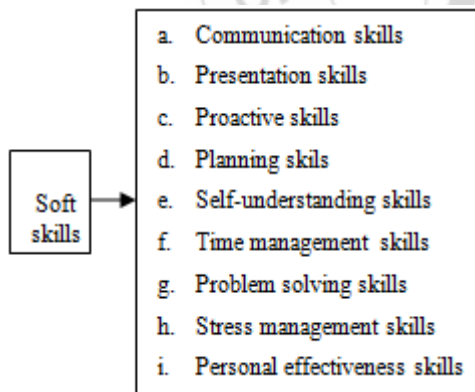 Soft
skills
a. Communication skills
b. Presentation skills
c. Proactive skills
d. Planning skils
e. Self-understanding skills
f. Time management skills
g. Problem solving skills
h. Stress management skills
i. Personal effectiveness skills